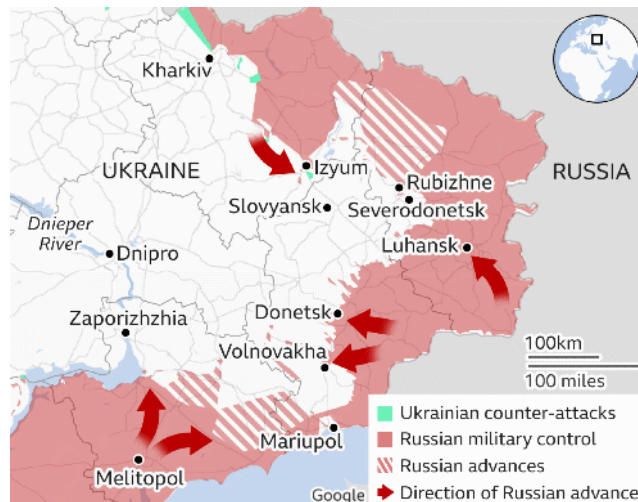 Kharkiv
UKRAINE
Izyum
RUSSIA
Rubizhne
Slovyansk
Severodonetsk
Dnieper
River
Dnipro
Luhansk
Donetsk
Zaporizhzhia
Volnovakha
100km
100 miles
Mariupol
Melitopol
Google
Ukrainian counter-attacks
Russian military control
Russian advances
Direction of Russian advance